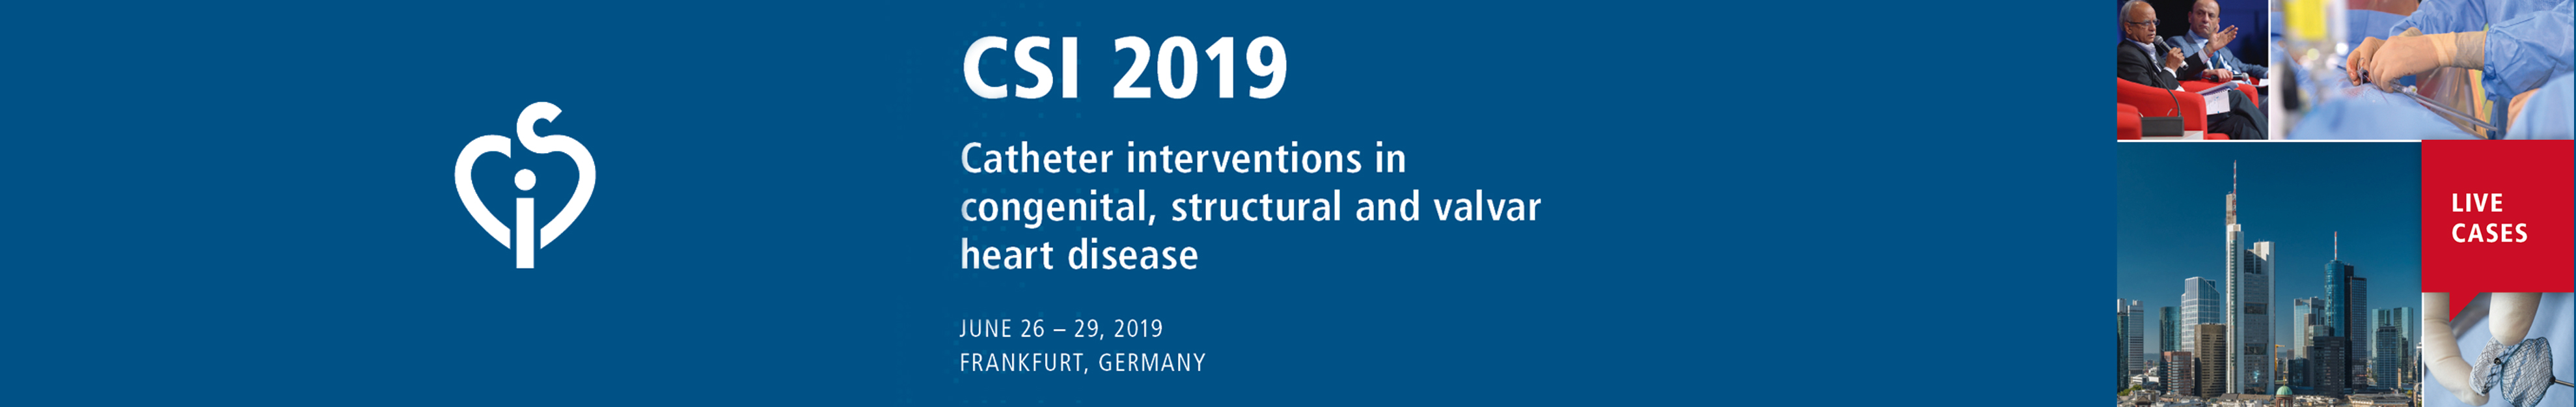 CSI
CSI 2019
Catheter interventions in
congenital, structural and valvar
heart disease
JUNE 26 – 29, 2019
FRANKFURT, GERMANY
LIVE
CASES